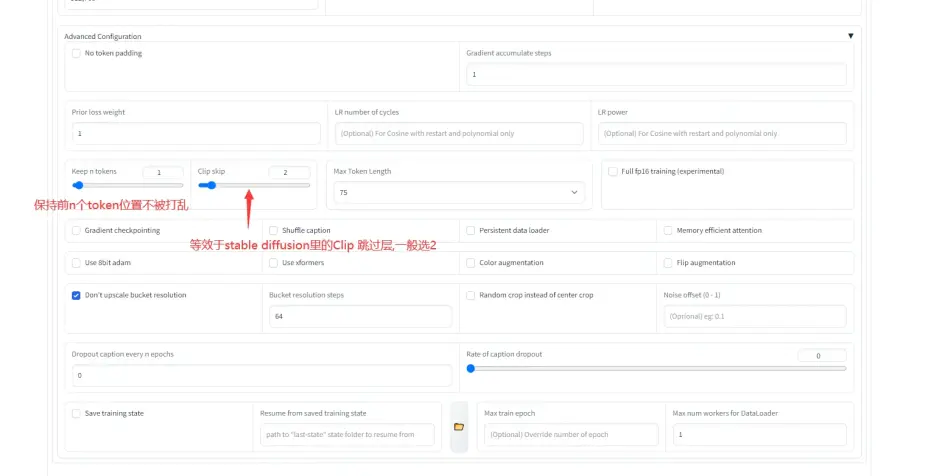 Advanced Configuration
No token padding
Gradient accumulate steps
1
Prior loss weight
LR number of cycles
LR power
1
(Optional) For Cosine with restart and polynomial only
(Optional) For Cosine with restart and polynomial only
Keep n tokens
1
Clip skip
2
Max Token Length
75
Full fp16 training (experimental)
保持前n个token位置不被打乱
Gradient checkpointing
Shuffle caption
Persistent data loader
Memory efficient attention
等效于stable diffusion里的Clip 跳过层,一般选2
Use 8bit adam
Use xformers
Color augmentation
Flip augmentation
Don't upscale bucket resolution
Bucket resolution steps
64
Random crop instead of center crop
Noise offset (0 - 1)
(Oprional) eg: 0.1
Dropout caption every n epochs
0
Rate of caption dropout
0
Save training state
Resume from saved training state
path to "last-state" state folder to resume from
Max train epoch
(Optional) Override number of epoch
Max num workers for DataLoader
1